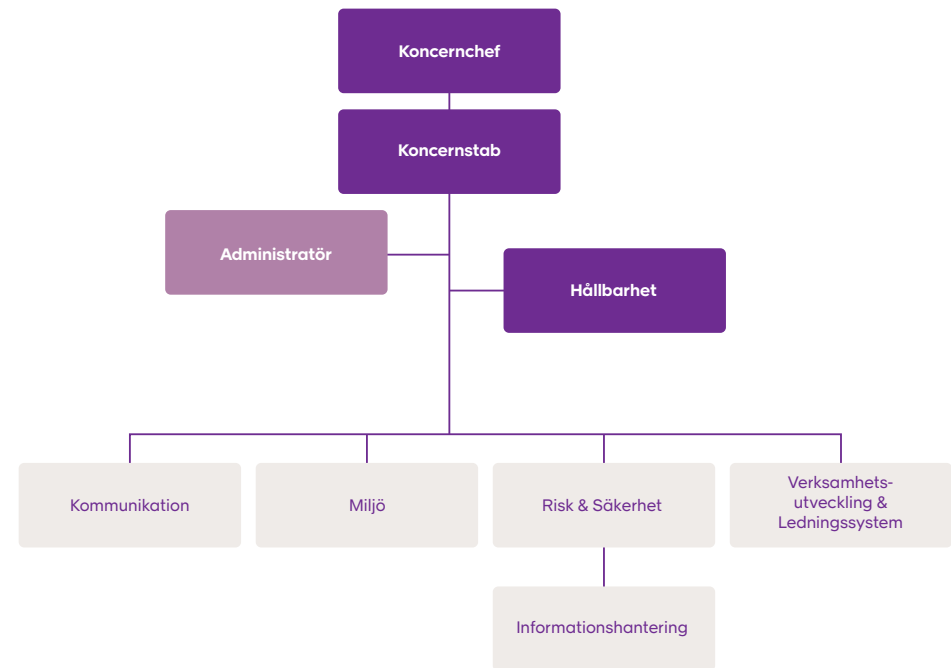 Koncernchef
Koncernstab
Administratör
Hållbarhet
Kommunikation
Miljö
Risk & Säkerhet
Verksamhets-
utveckling &
Ledningssystem
Informationshantering